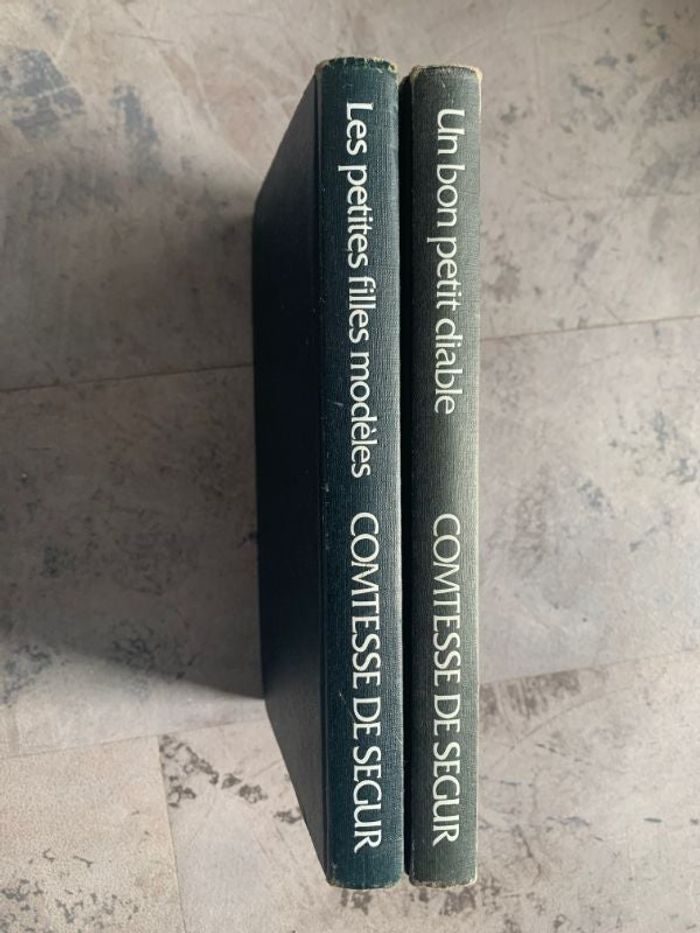 Les petites filles modèles COMTESSE DE SEGUR
Un bon petit diable COMTESSE DE SEGUR